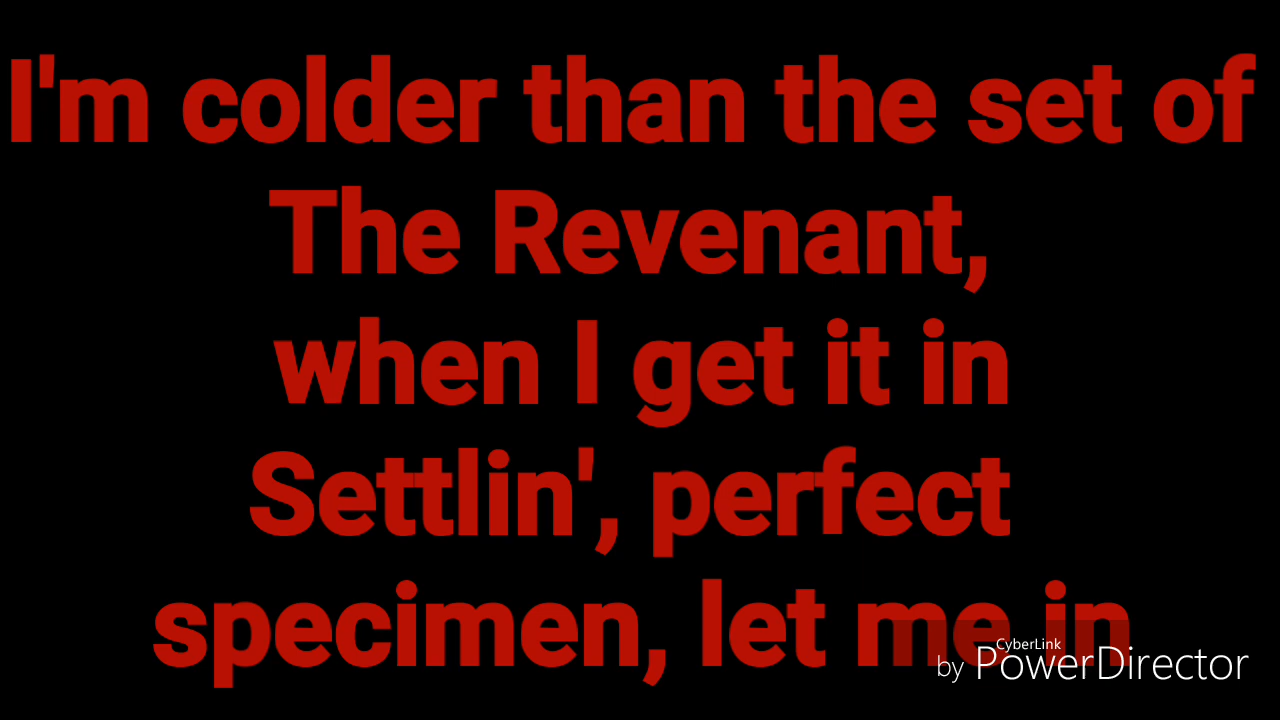 I'm colder than the set of
The Revenant,
when I get it in
Settlin', perfect
specimen, let me in
CyberLink
by PowerDirector